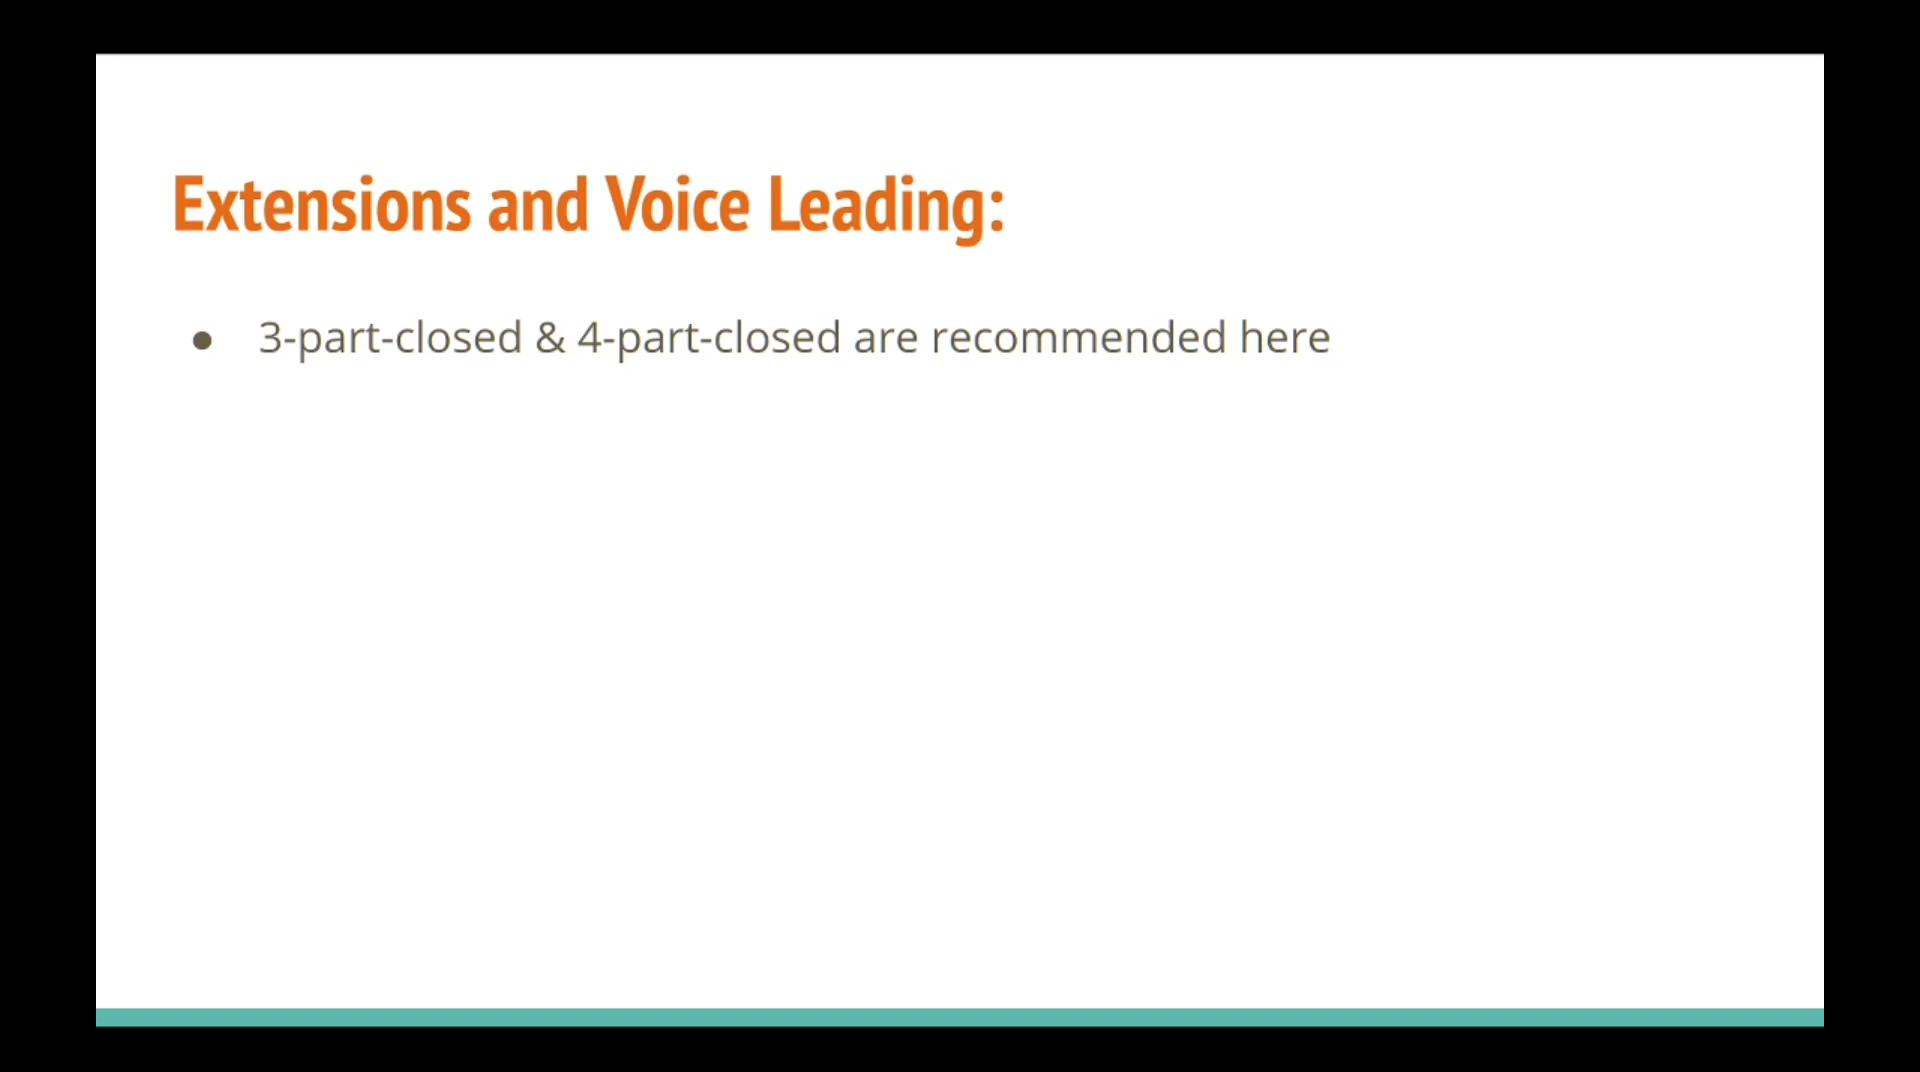 Extensions and Voice Leading:
● 3-part-closed & 4-part-closed are recommended here